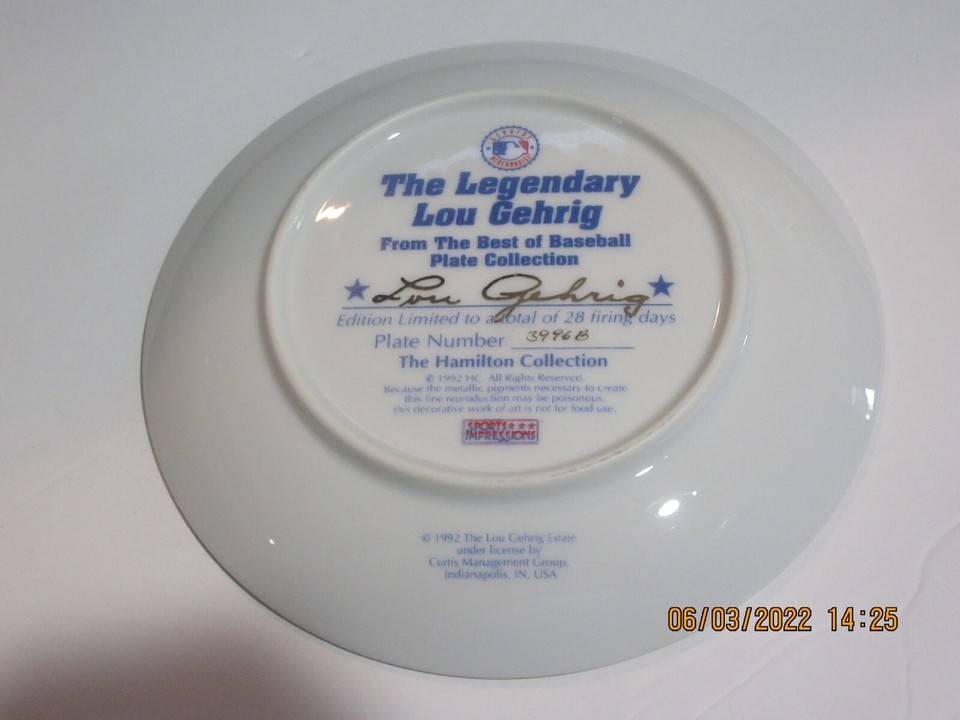 GENUINE
MERCHANDISE
The Legendary
Lou Gehrig
From The Best of Baseball
Plate Collection
Lou Gehrig
Edition Limited to a total of 28 firing days
Plate Number 3996B
The Hamilton Collection
© 1992 HC. All Rights Reserved.
Because the metallic pigments necessary to create
this fine reproduction may be poisonous,
this decorative work of art is not for food use.
SPORTS
IMPRESSIONS
© 1992 The Lou Gehrig Estate
under license by
Curtis Management Group,
Indianapolis, IN, USA
06/03/2022 14:25